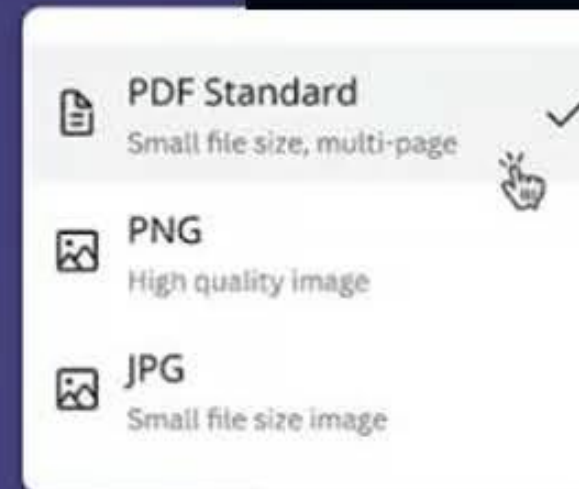 PDF Standard
Small file size, multi-page
PNG
High quality image
JPG
Small file size image